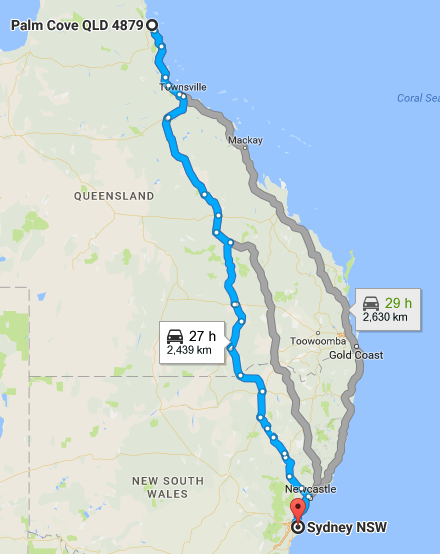 Palm Cove QLD 4879
Townsville
Coral Sea
Mackay
QUEENSLAND
29 h
2,630 km
27 h
2,439 km
Toowoomba
Gold Coast
NEW SOUTH
WALES
Newcastle
Sydney NSW